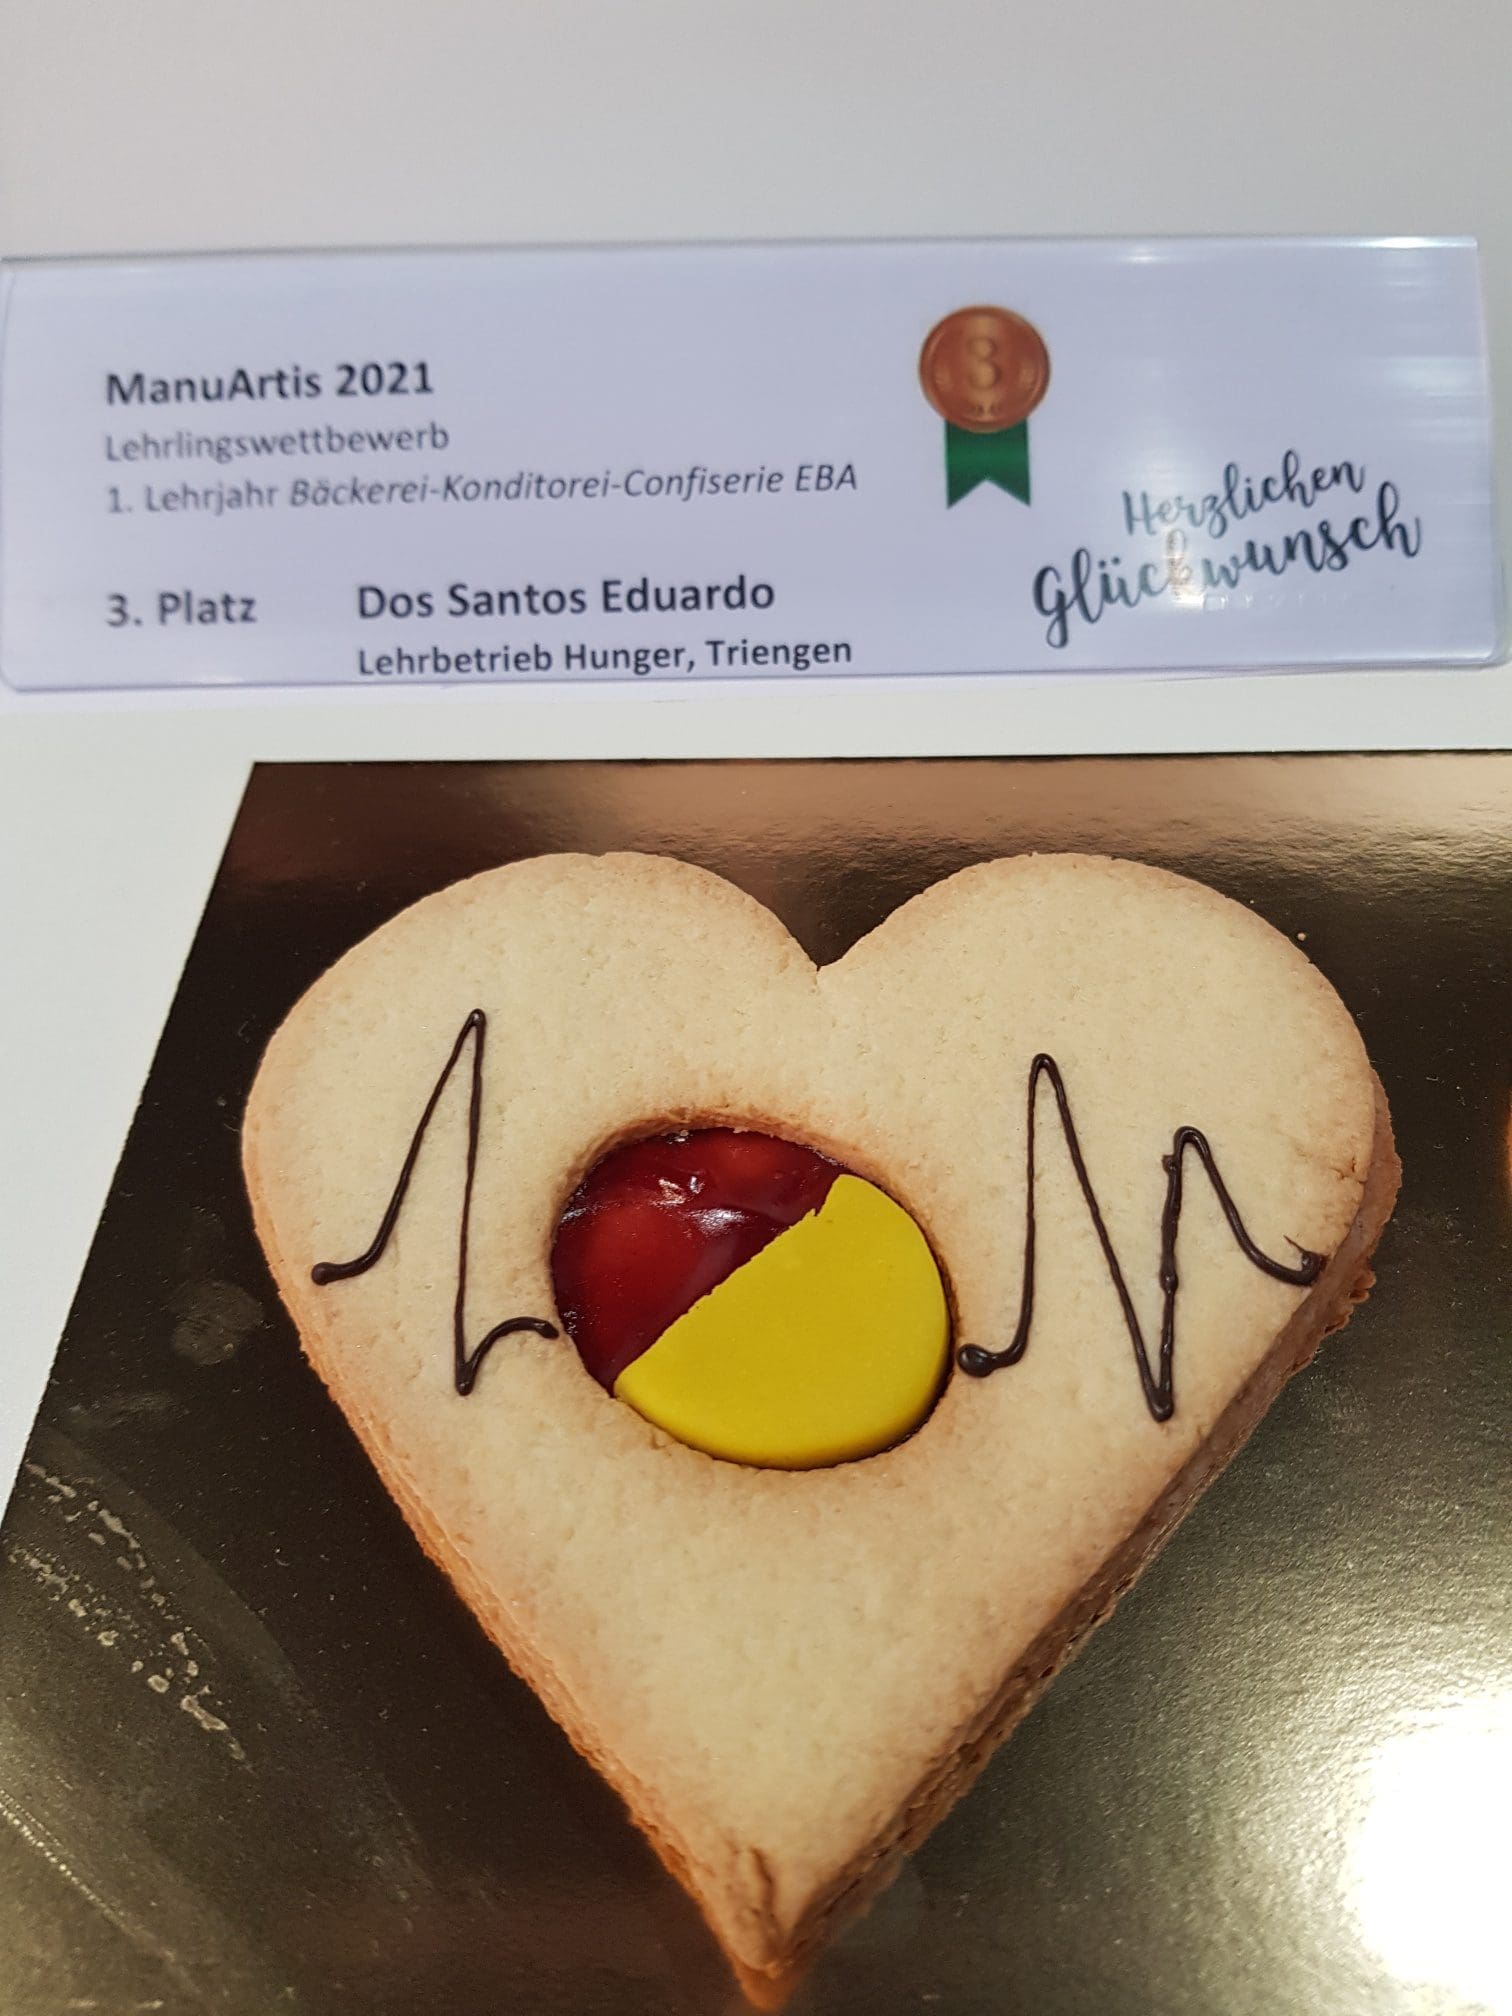 ManuArtis 2021
Lehrlingswettbewerb
1. Lehrjahr Bäckerei-Konditorei-Confiserie EBA
3. Platz Dos Santos Eduardo
Lehrbetrieb Hunger, Triengen
3
Herzlichen
Glückwunsch